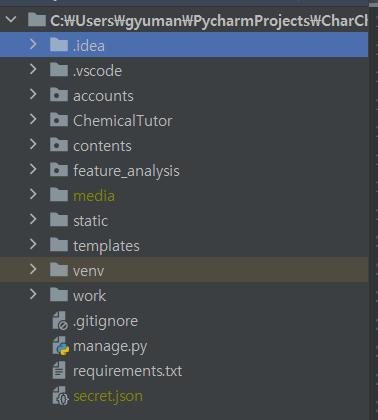 C:₩Users₩gyuman₩PycharmProjects₩CharCh
.idea
.vscode
accounts
ChemicalTutor
contents
feature_analysis
media
static
templates
venv
work
.gitignore
manage.py
requirements.txt
secret.json